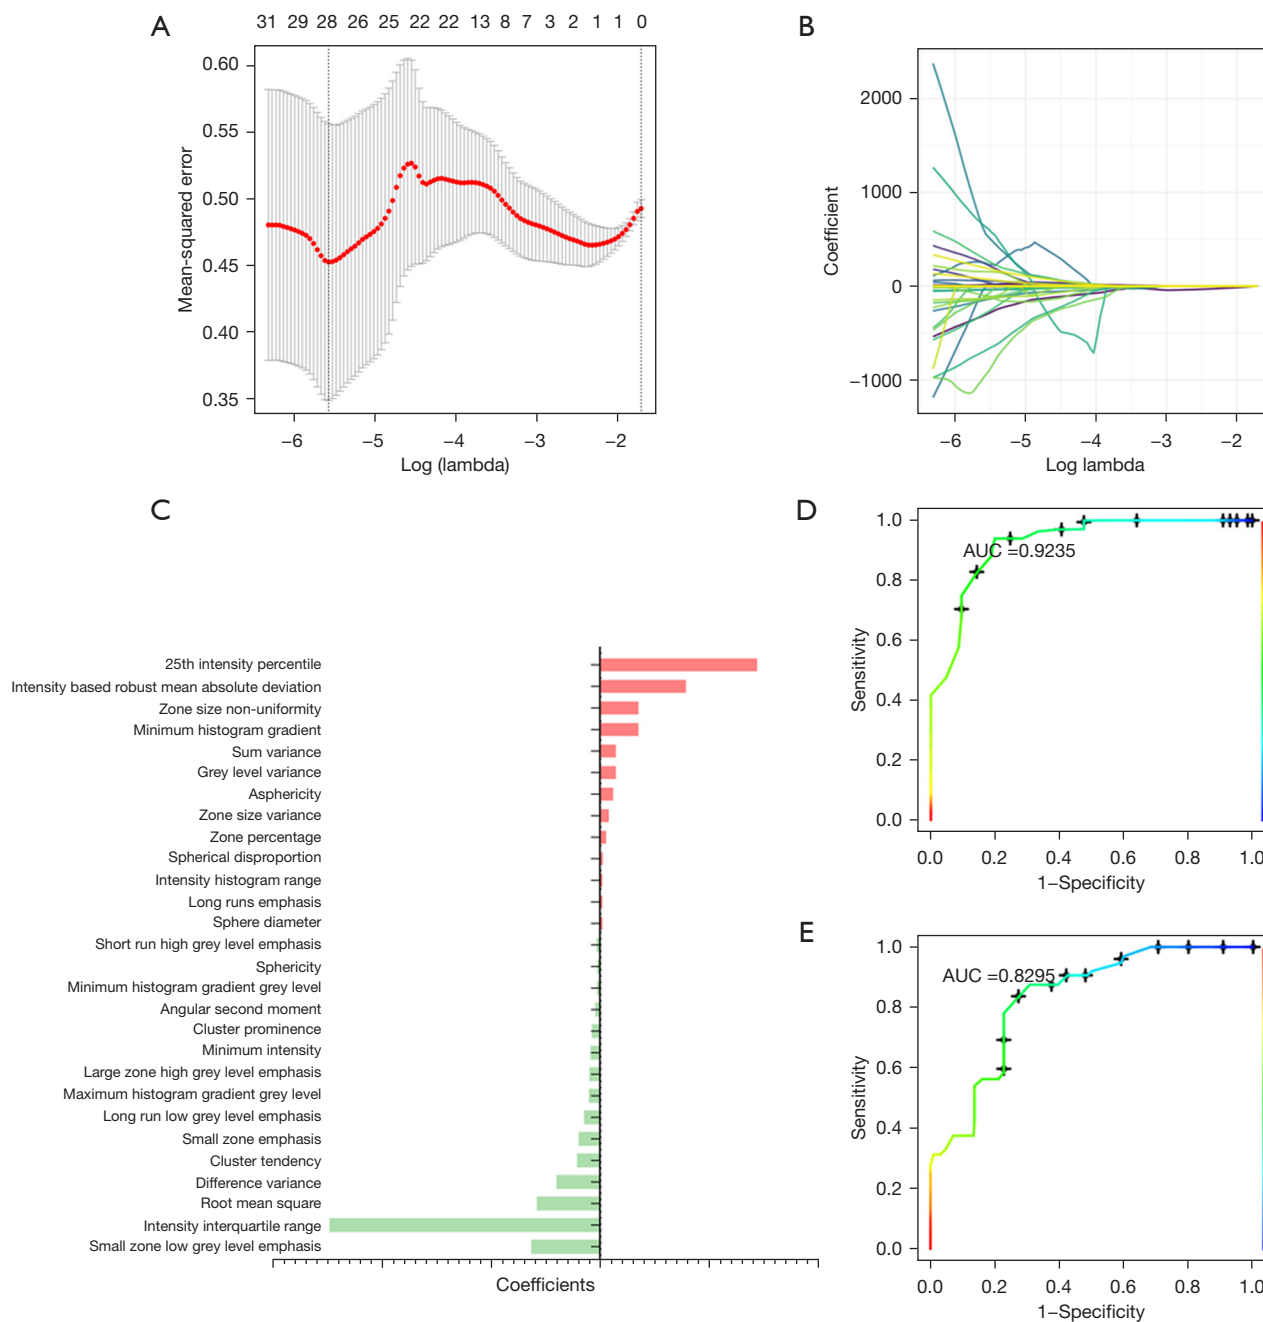 A
31 29 28 26 25 22 22 13 8 7 3 2 1 1 0
0.60
0.55
0.50
0.45
0.40
0.35
Mean-squared error
−6 −5 −4 −3 −2
Log (lambda)
B
2000
1000
0
−1000
Coefficient
−6 −5 −4 −3 −2
Log lambda
C
25th intensity percentile
Intensity based robust mean absolute deviation
Zone size non-uniformity
Minimum histogram gradient
Sum variance
Grey level variance
Asphericity
Zone size variance
Zone percentage
Spherical disproportion
Intensity histogram range
Long runs emphasis
Sphere diameter
Short run high grey level emphasis
Sphericity
Minimum histogram gradient grey level
Angular second moment
Cluster prominence
Minimum intensity
Large zone high grey level emphasis
Maximum histogram gradient grey level
Long run low grey level emphasis
Small zone emphasis
Cluster tendency
Difference variance
Root mean square
Intensity interquartile range
Small zone low grey level emphasis
Coefficients
D
1.0
0.8
0.6
0.4
0.2
0.0
Sensitivity
AUC =0.9235
0.0 0.2 0.4 0.6 0.8 1.0
1−Specificity
E
1.0
0.8
0.6
0.4
0.2
0.0
Sensitivity
AUC =0.8295
0.0 0.2 0.4 0.6 0.8 1.0
1−Specificity